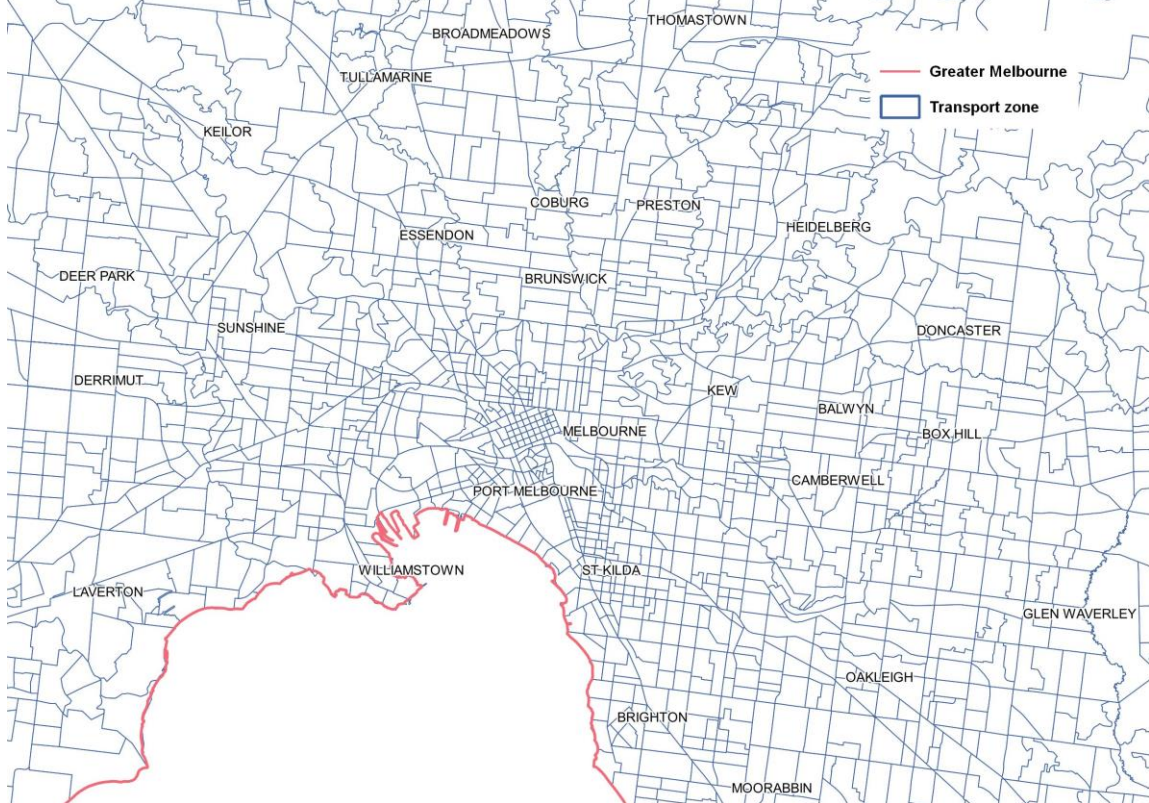 THOMASTOWN
BROADMEADOWS
Greater Melbourne
TULLAMARINE
Transport zone
KEILOR
COBURG
PRESTON
HEIDELBERG
ESSENDON
DEER PARK
BRUNSWICK
SUNSHINE
DONCASTER
DERRIMUT
KEW
BALWYN
MELBOURNE
BOX HILL
CAMBERWELL
PORT MELBOURNE
WILLIAMSTOWN
ST KILDA
LAVERTON
GLEN WAVERLEY
OAKLEIGH
BRIGHTON
MOORABBIN